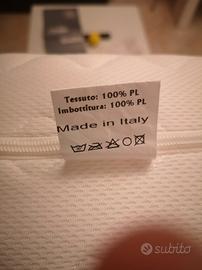 Tessuto: 100% PL
Imbottitura: 100% PL
Made in Italy
subito